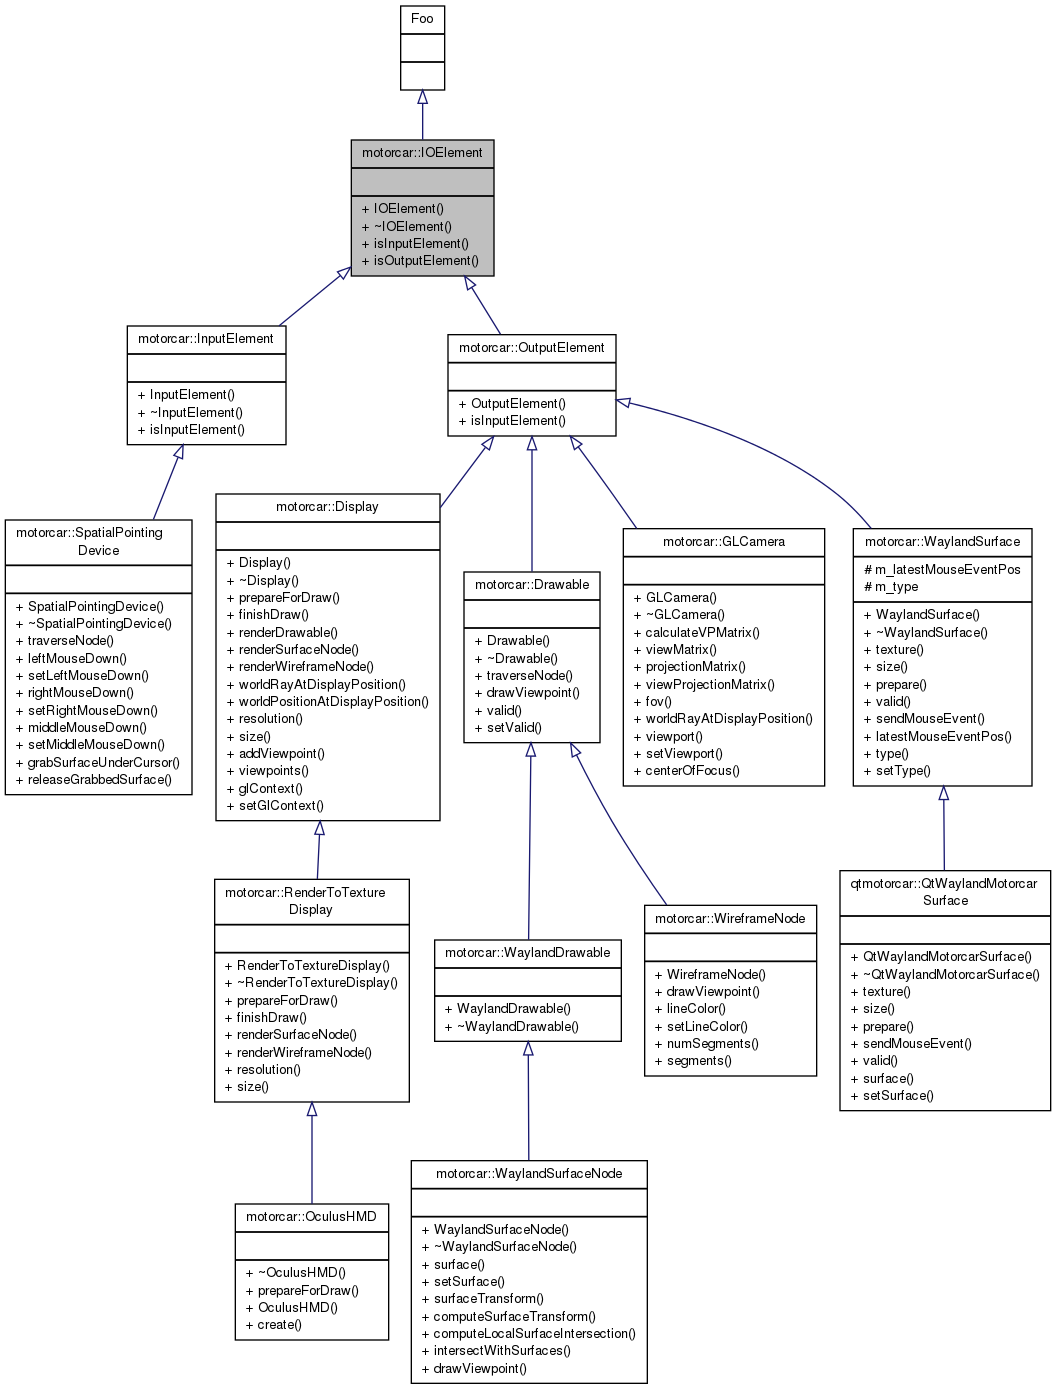 Foo
motorcar::IOElement
+ IOElement()
+ ~IOElement()
+ isInputElement()
+ isOutputElement()
motorcar::InputElement
+ InputElement()
+ ~InputElement()
+ isInputElement()
motorcar::OutputElement
+ OutputElement()
+ isInputElement()
motorcar::SpatialPointing
Device
+ SpatialPointingDevice()
+ ~SpatialPointingDevice()
+ traverseNode()
+ leftMouseDown()
+ setLeftMouseDown()
+ rightMouseDown()
+ setRightMouseDown()
+ middleMouseDown()
+ setMiddleMouseDown()
+ grabSurfaceUnderCursor()
+ releaseGrabbedSurface()
motorcar::Display
+ Display()
+ ~Display()
+ prepareForDraw()
+ finishDraw()
+ renderDrawable()
+ renderSurfaceNode()
+ renderWireframeNode()
+ worldRayAtDisplayPosition()
+ worldPositionAtDisplayPosition()
+ resolution()
+ size()
+ addViewpoint()
+ viewpoints()
+ glContext()
+ setGlContext()
motorcar::Drawable
+ Drawable()
+ ~Drawable()
+ traverseNode()
+ drawViewpoint()
+ valid()
+ setValid()
motorcar::GLCamera
+ GLCamera()
+ ~GLCamera()
+ calculateVPMatrix()
+ viewMatrix()
+ projectionMatrix()
+ viewProjectionMatrix()
+ fov()
+ worldRayAtDisplayPosition()
+ viewport()
+ setViewport()
+ centerOfFocus()
motorcar::WaylandSurface
# m_latestMouseEventPos
# m_type
+ WaylandSurface()
+ ~WaylandSurface()
+ texture()
+ size()
+ prepare()
+ valid()
+ sendMouseEvent()
+ latestMouseEventPos()
+ type()
+ setType()
motorcar::RenderToTexture
Display
+ RenderToTextureDisplay()
+ ~RenderToTextureDisplay()
+ prepareForDraw()
+ finishDraw()
+ renderSurfaceNode()
+ renderWireframeNode()
+ resolution()
+ size()
motorcar::WaylandDrawable
+ WaylandDrawable()
+ ~WaylandDrawable()
motorcar::WireframeNode
+ WireframeNode()
+ drawViewpoint()
+ lineColor()
+ setLineColor()
+ numSegments()
+ segments()
qtmotorcar::QtWaylandMotorcar
Surface
+ QtWaylandMotorcarSurface()
+ ~QtWaylandMotorcarSurface()
+ texture()
+ size()
+ prepare()
+ sendMouseEvent()
+ valid()
+ surface()
+ setSurface()
motorcar::OculusHMD
+ ~OculusHMD()
+ prepareForDraw()
+ OculusHMD()
+ create()
motorcar::WaylandSurfaceNode
+ WaylandSurfaceNode()
+ ~WaylandSurfaceNode()
+ surface()
+ setSurface()
+ surfaceTransform()
+ computeSurfaceTransform()
+ computeLocalSurfaceIntersection()
+ intersectWithSurfaces()
+ drawViewpoint()